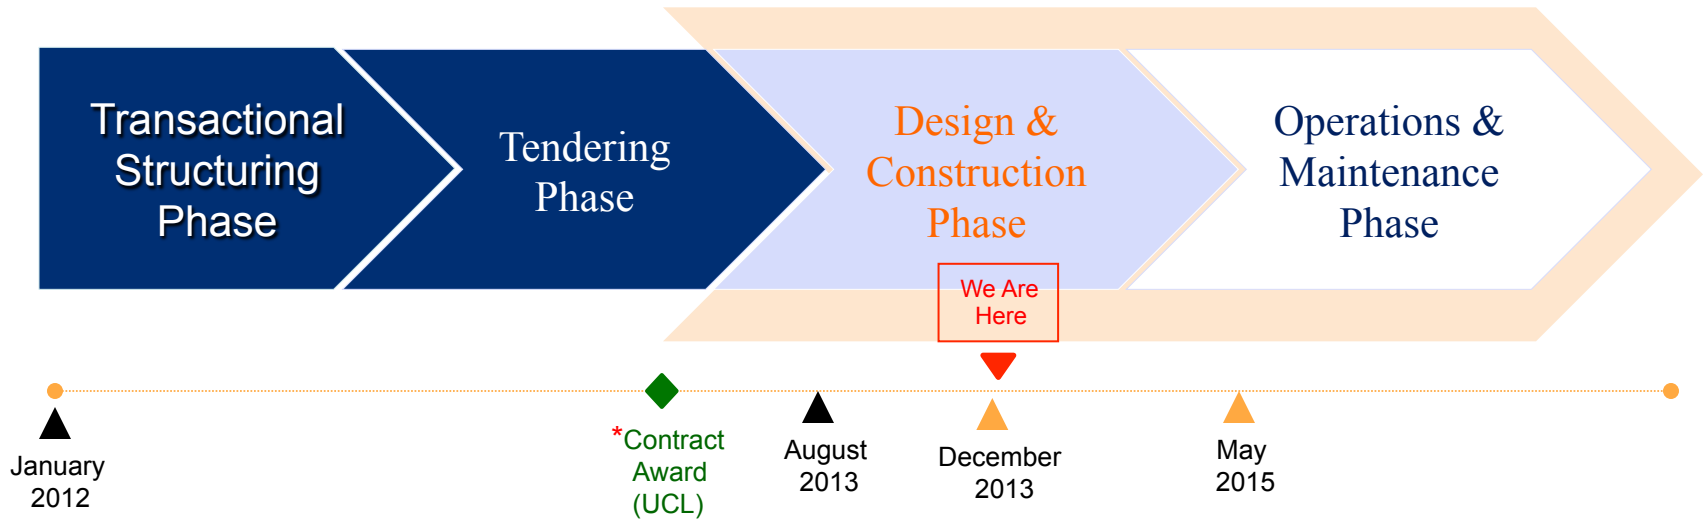 Transactional
Structuring
Phase
Tendering
Phase
Design &
Construction
Phase
Operations &
Maintenance
Phase
We Are
Here
January
2012
*Contract
Award
(UCL)
August
2013
December
2013
May
2015